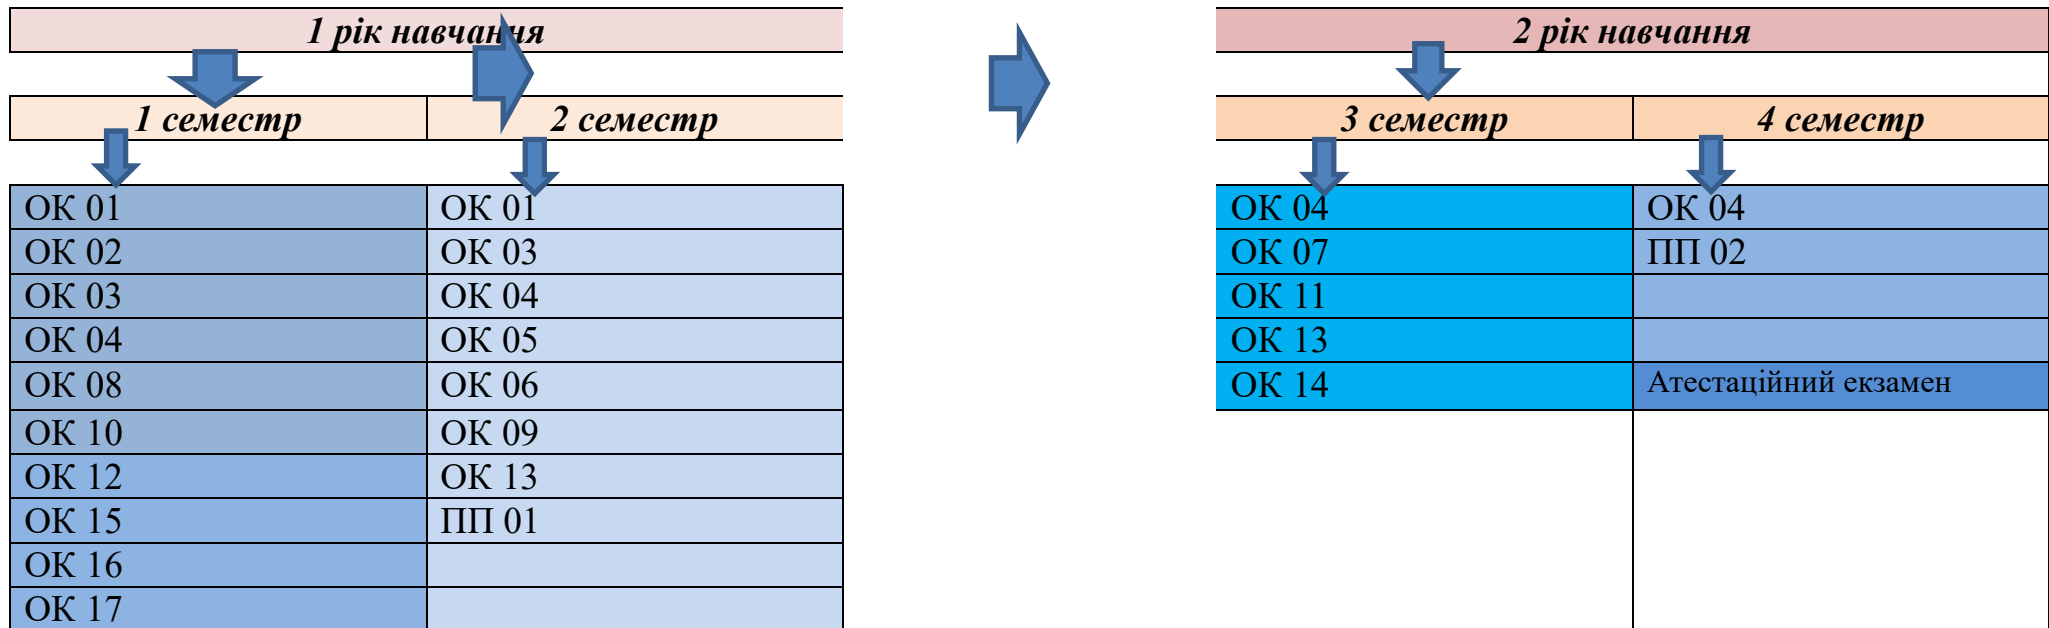 1 рік навчання
2 рік навчання
1 семестр
2 семестр
3 семестр
4 семестр
ОК 01
ОК 01
ОК 04
ОК 04
ОК 02
ОК 03
ОК 07
ПП 02
ОК 03
ОК 04
ОК 11
ОК 04
ОК 05
ОК 13
ОК 08
ОК 06
ОК 14
Атестаційний екзамен
ОК 10
ОК 09
ОК 12
ОК 13
ОК 15
ПП 01
ОК 16
ОК 17